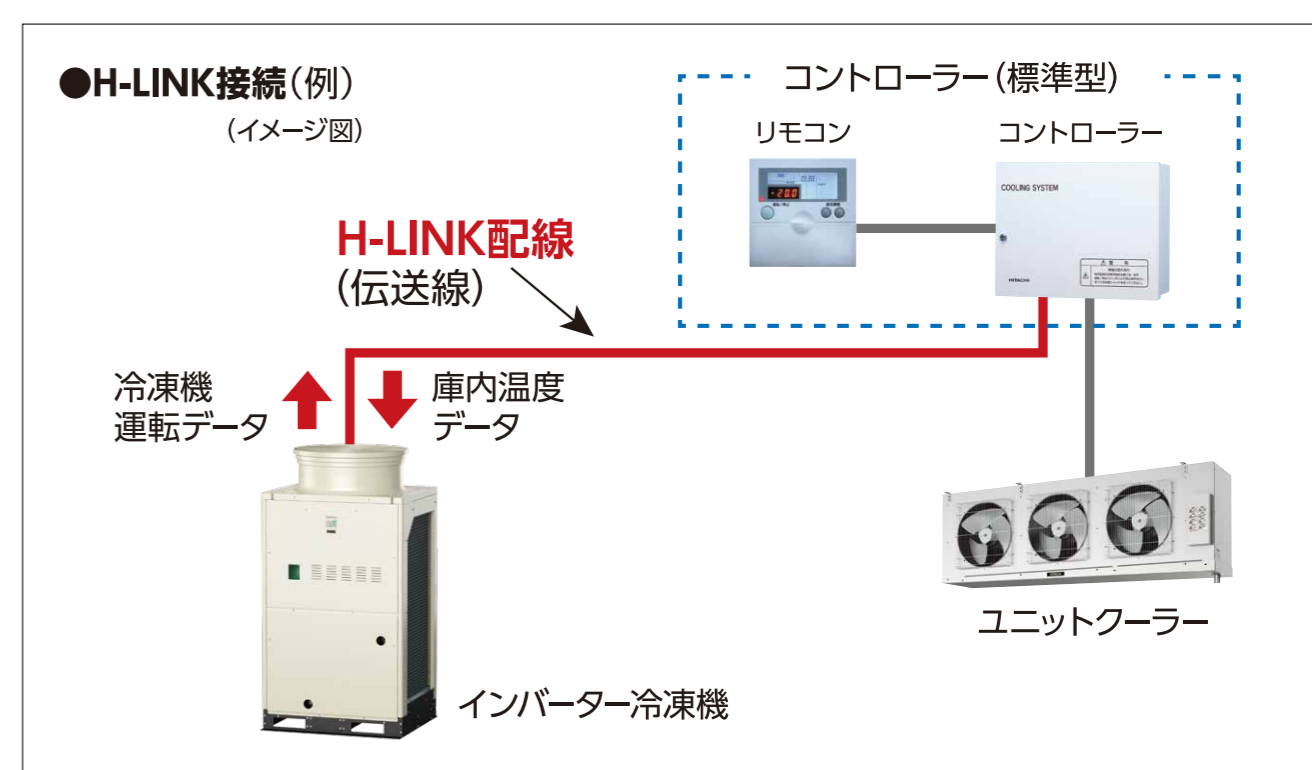 ●H-LINK接続（例）
（イメージ図）
コントローラー（標準型）
リモコン
コントローラー
-20.0
COOLING SYSTEM
HITACHI
H-LINK配線
（伝送線）
冷凍機
運転データ
庫内温度
データ
ユニットクーラー
インバーター冷凍機